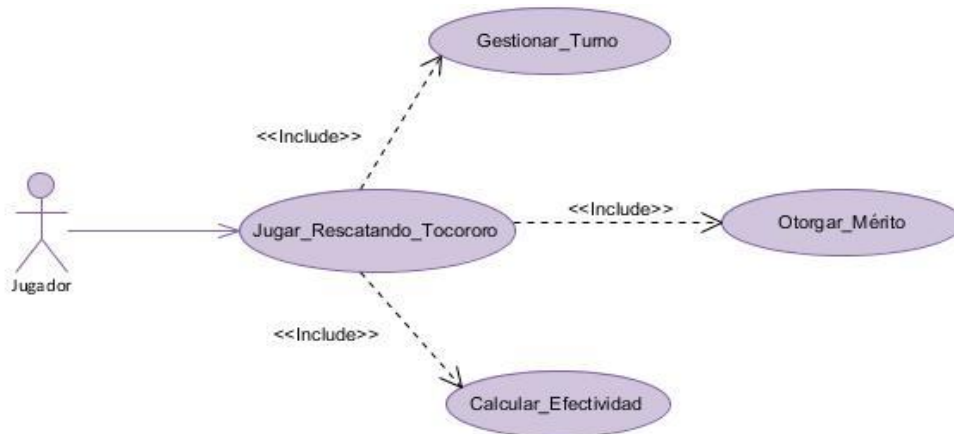 Gestionar_Turno
<<Include>>
Jugador
Jugar_Rescatando_Tocororo
<<Include>>
Otorgar_Mérito
<<Include>>
Calcular_Efectividad